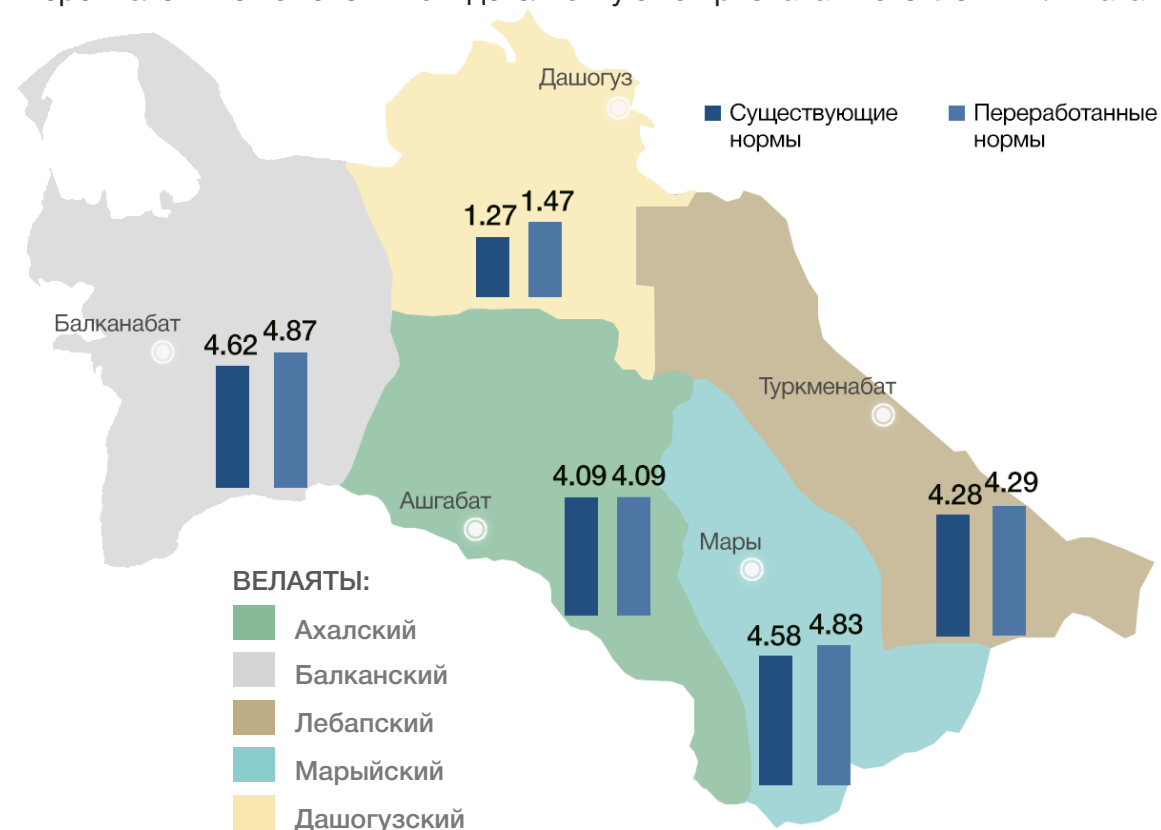 Дашогуз
Существующие
нормы
Переработанные
нормы
1.27 1.47
Балканабат
4.62 4.87
Туркменабат
4.09 4.09
Ашгабат
4.28 4.29
Мары
4.58 4.83
ВЕЛАЯТЫ:
Ахалский
Балканский
Лебапский
Марыйский
Дашогузский